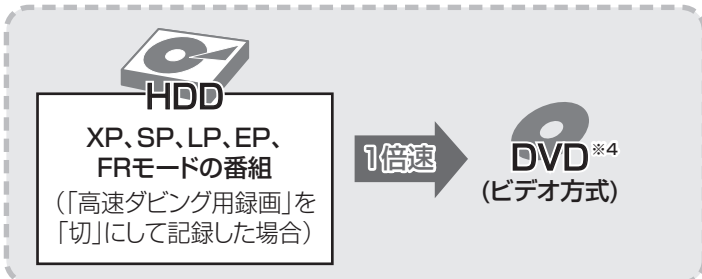 HDD
XP、SP、LP、EP、
FRモードの番組
(「高速ダビング用録画」を
「切」にして記録した場合)
1倍速
DVD※4
(ビデオ方式)